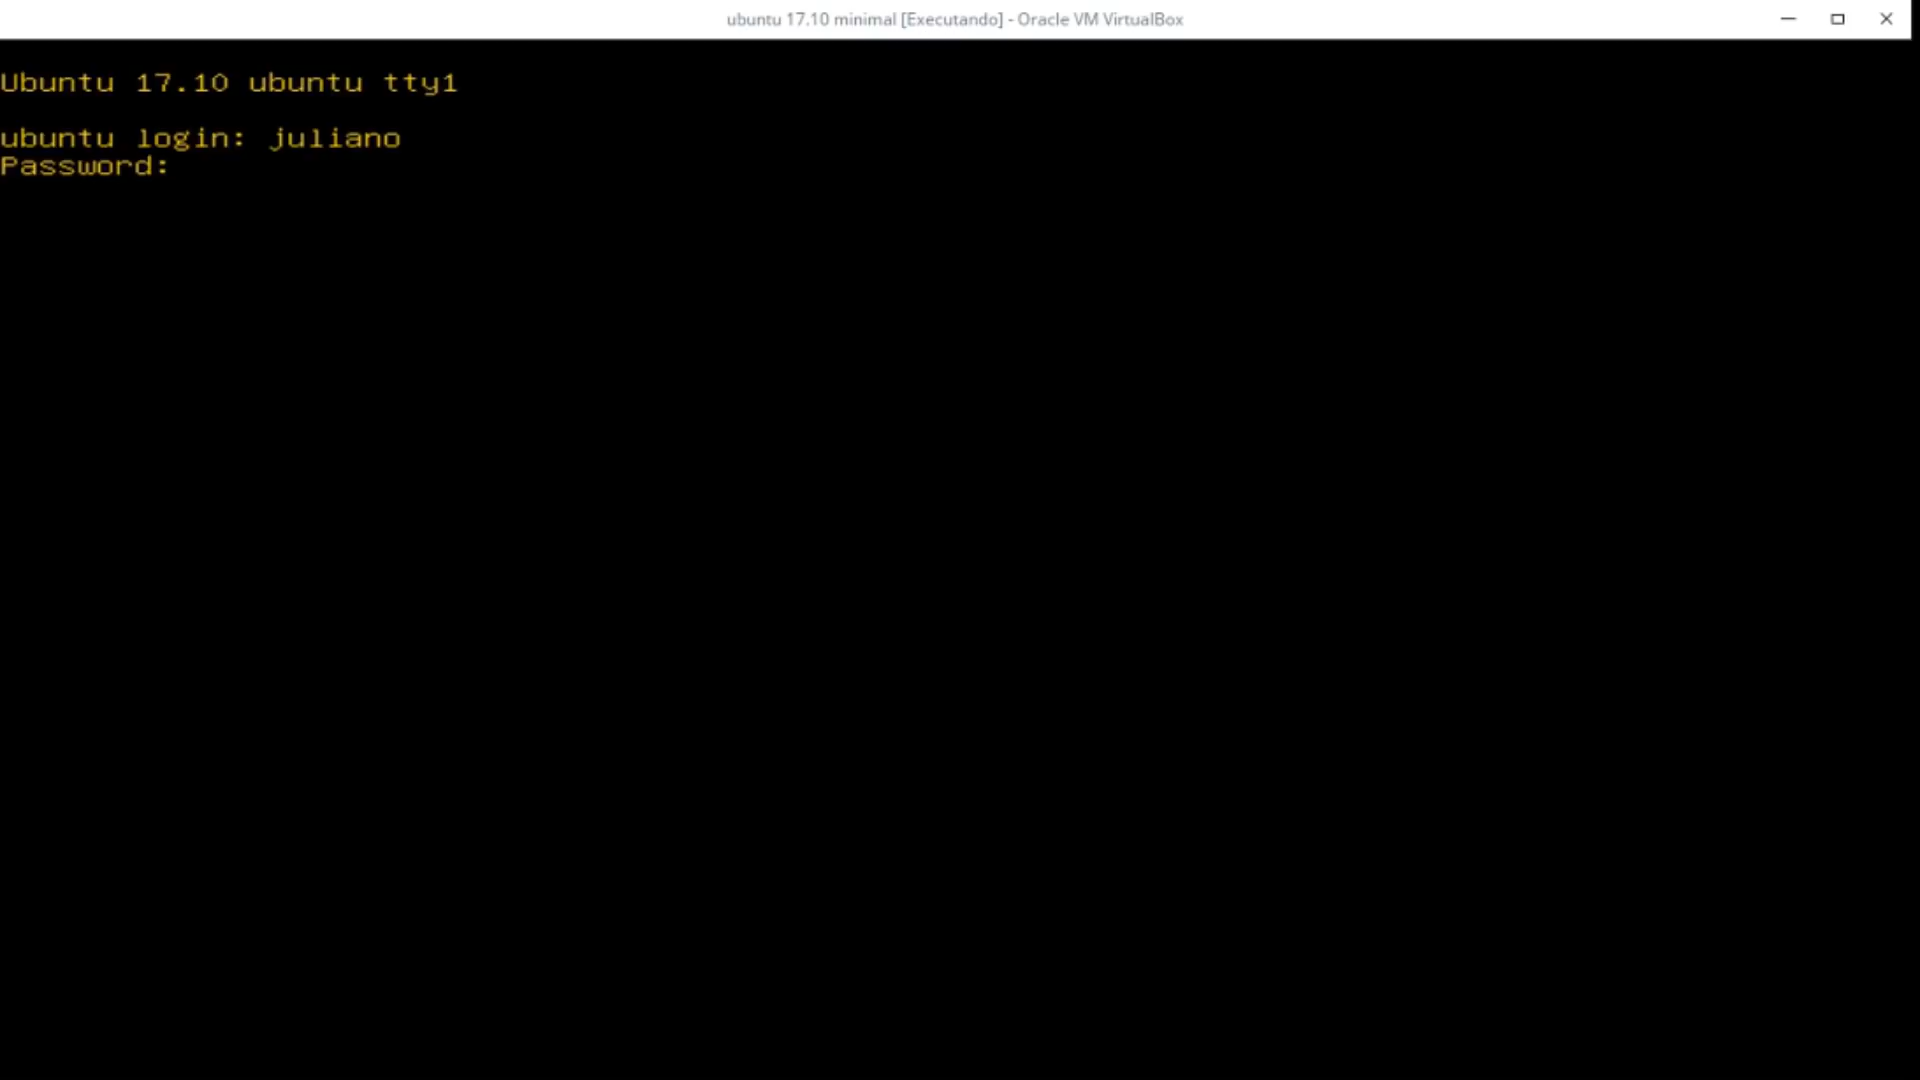 ubuntu 17.10 minimal [Executando] - Oracle VM VirtualBox
Ubuntu 17.10 ubuntu tty1
ubuntu login: juliano
Password: